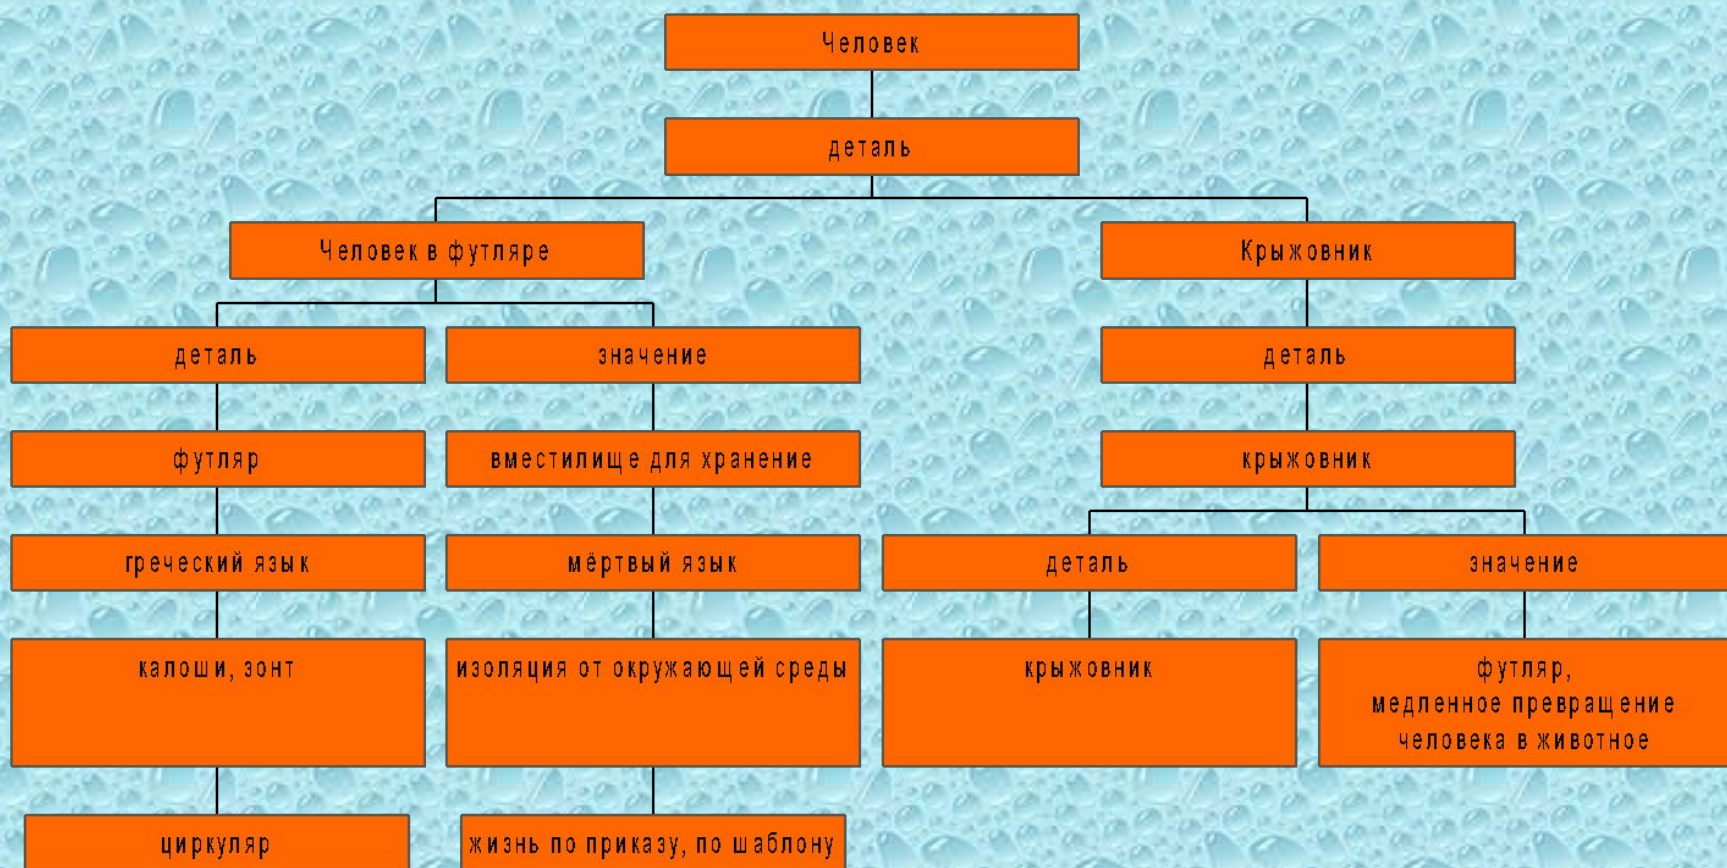 Человек
деталь
Человек в футляре
Крыжовник
деталь
значение
деталь
футляр
вместилище для хранение
крыжовник
греческий язык
мёртвый язык
деталь
значение
калоши, зонт
изоляция от окружающей среды
крыжовник
футляр,
медленное превращение
человека в животное
циркуляр
жизнь по приказу, по шаблону